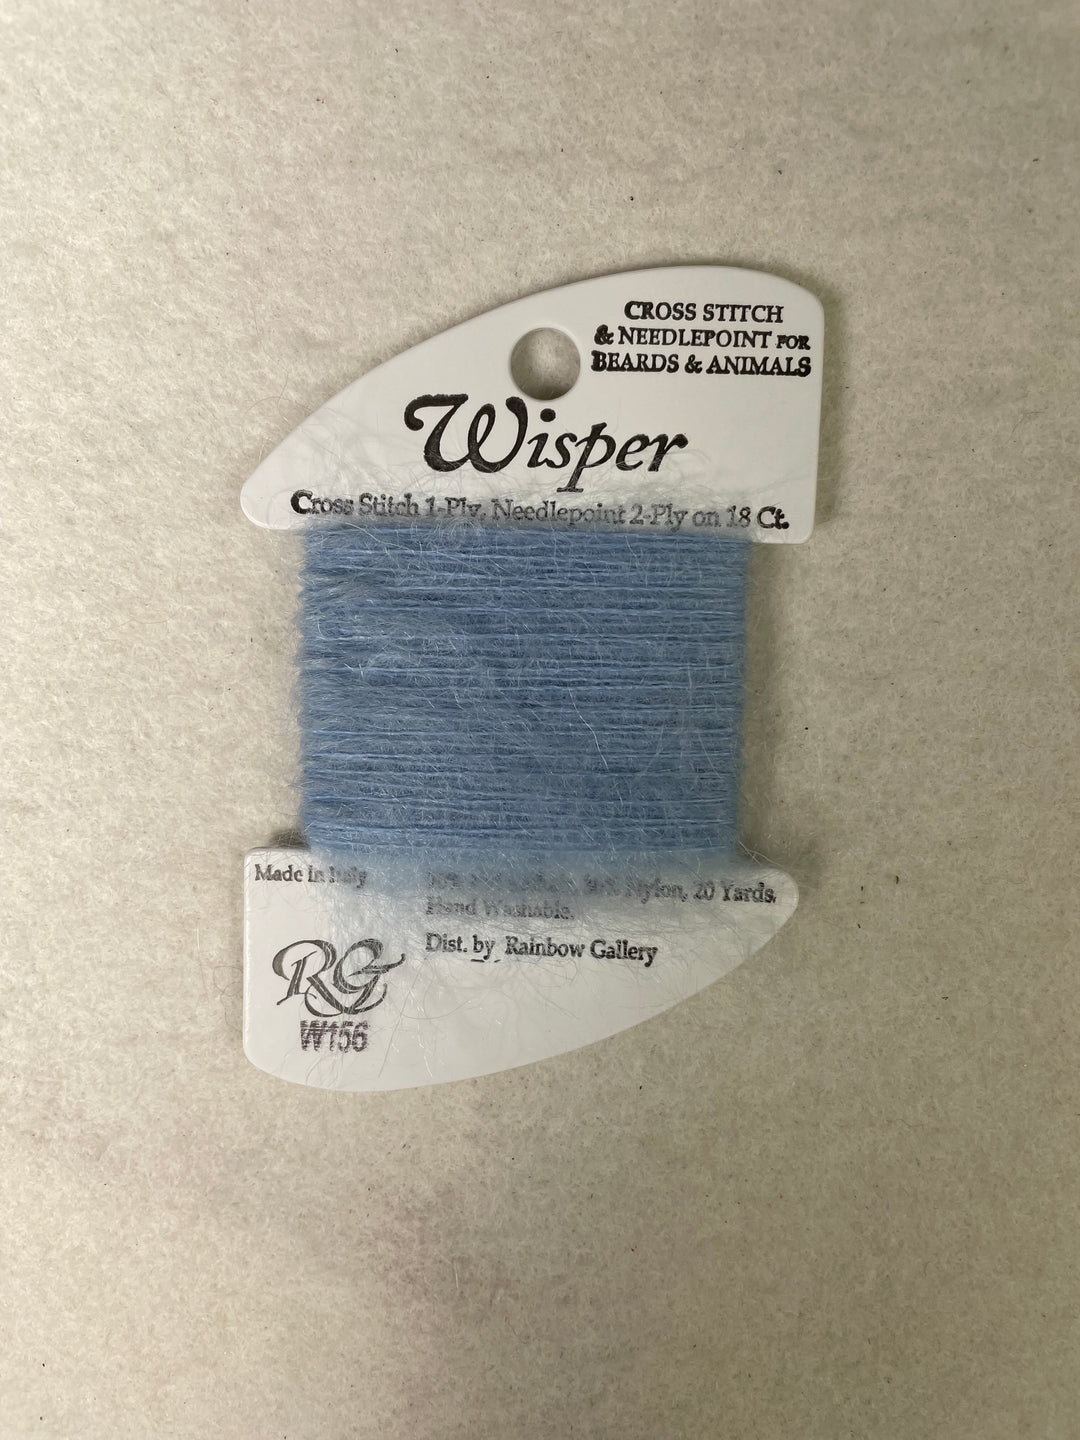 CROSS STITCH
& NEEDLEPOINT FOR
BEARDS & ANIMALS
Wisper
Cross Stitch 1-Ply, Needlepoint 2-Ply on 18 Ct.
Made in Italy
Nylon, 20 Yards.
Hand Washable.
Dist. by Rainbow Gallery
RG
W156